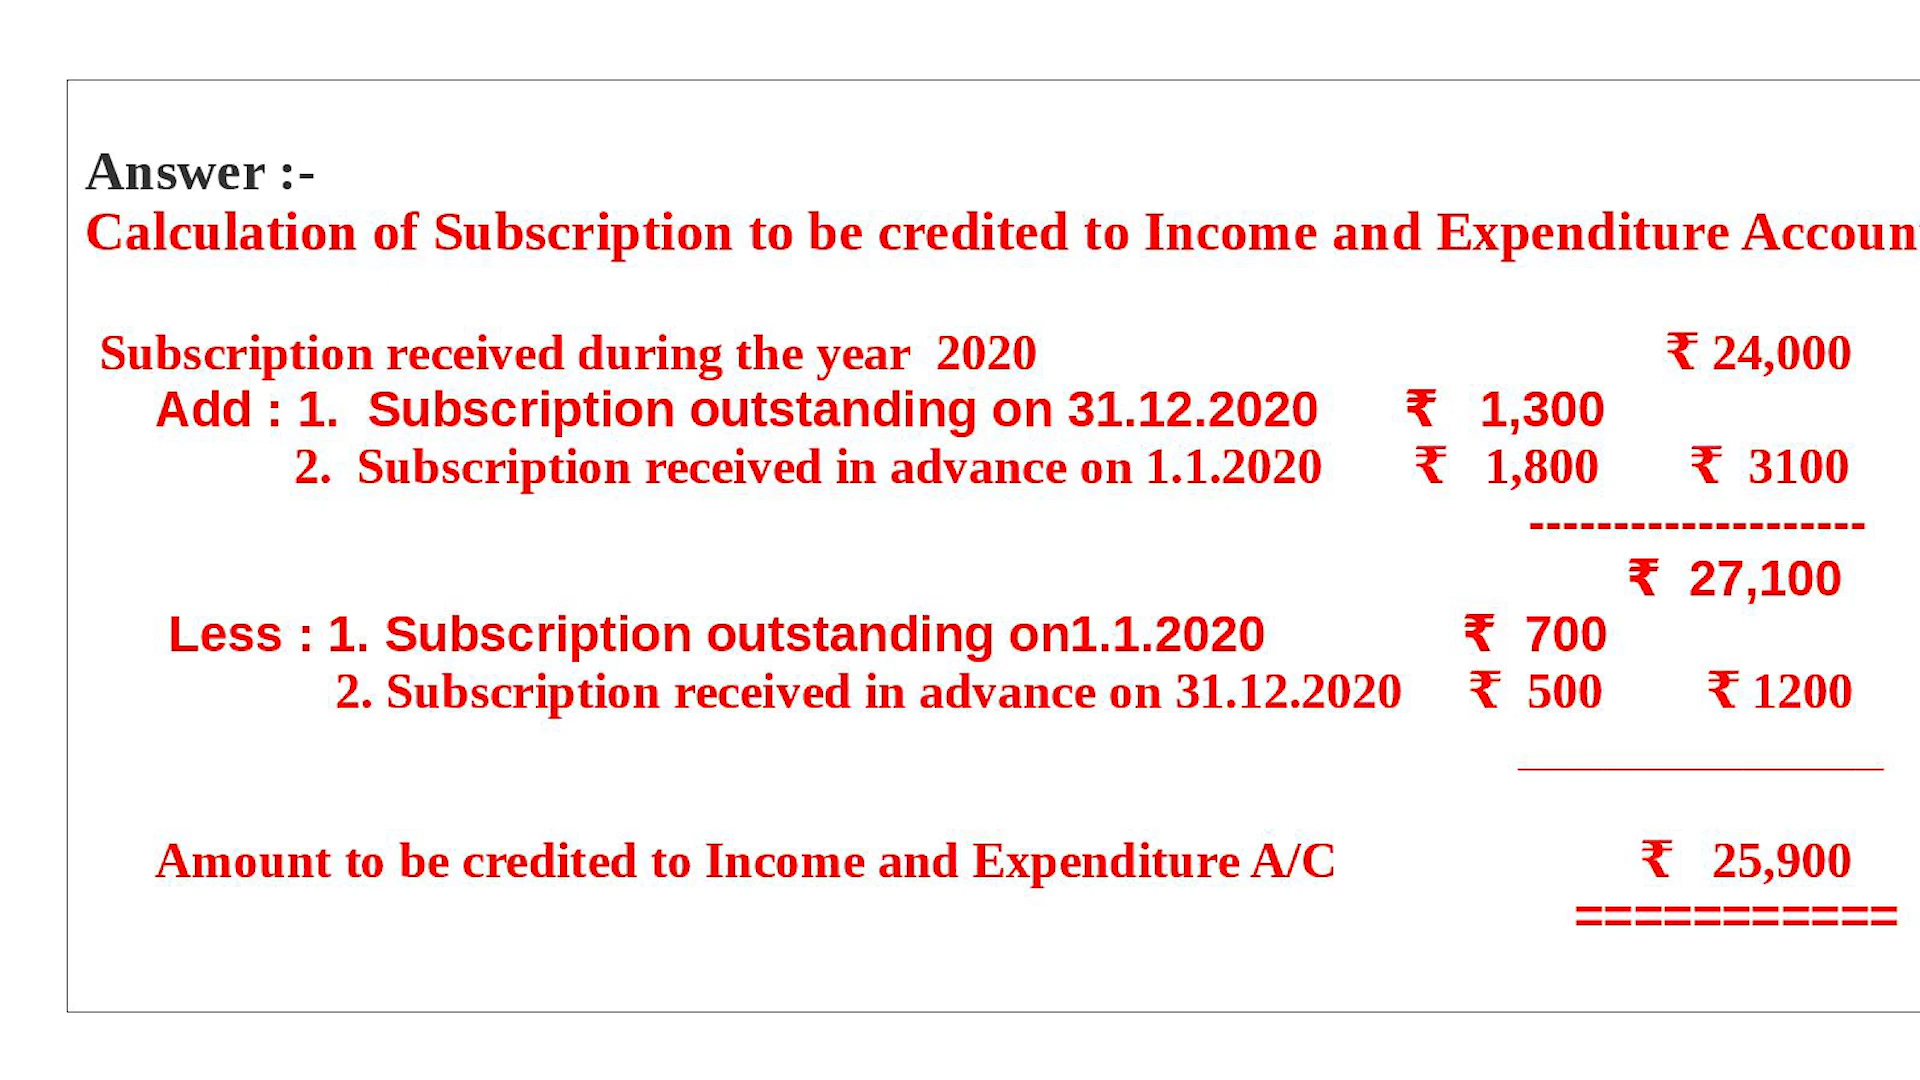 Answer :-
Calculation of Subscription to be credited to Income and Expenditure Accoun
Subscription received during the year 2020 ₹ 24,000
Add : 1. Subscription outstanding on 31.12.2020 ₹ 1,300
2. Subscription received in advance on 1.1.2020 ₹ 1,800 ₹ 3100
--------------------
₹ 27,100
Less : 1. Subscription outstanding on1.1.2020 ₹ 700
2. Subscription received in advance on 31.12.2020 ₹ 500 ₹ 1200
Amount to be credited to Income and Expenditure A/C ₹ 25,900
===========